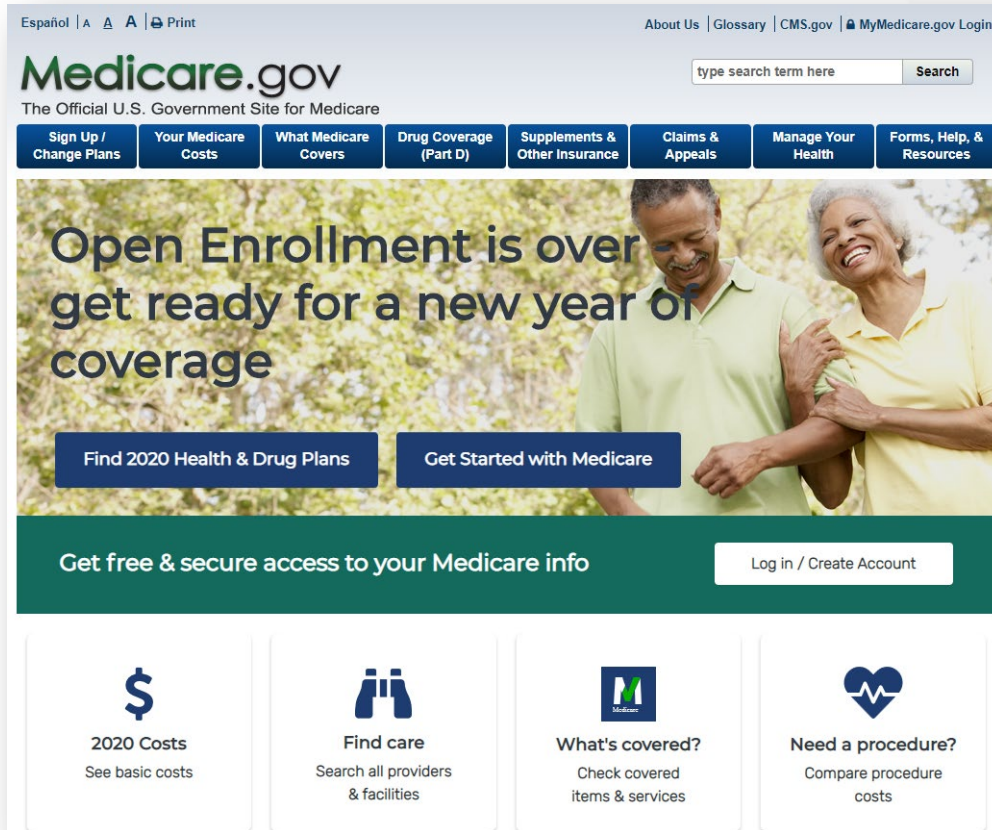 Español | A A A | Print
About Us | Glossary | CMS.gov | MyMedicare.gov Login
Medicare.gov
The Official U.S. Government Site for Medicare
type search term here
Search
Sign Up /
Change Plans
Your Medicare
Costs
What Medicare
Covers
Drug Coverage
(Part D)
Supplements &
Other Insurance
Claims &
Appeals
Manage Your
Health
Forms, Help, &
Resources
Open Enrollment is over –
get ready for a new year of
coverage
Find 2020 Health & Drug Plans
Get Started with Medicare
Get free & secure access to your Medicare info
Log in / Create Account
$
2020 Costs
See basic costs
Find care
Search all providers
& facilities
M
Medicare
What's covered?
Check covered
items & services
Need a procedure?
Compare procedure
costs